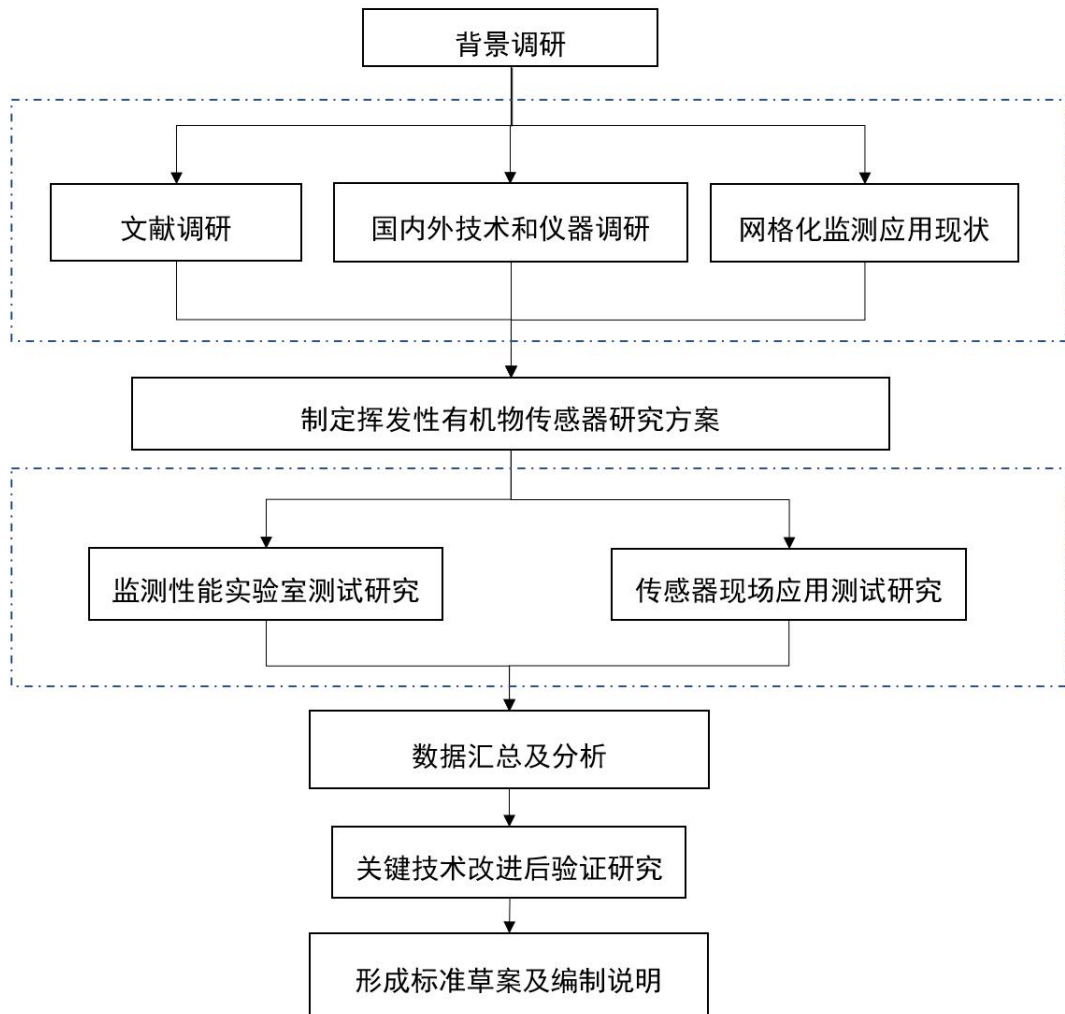 背景调研
文献调研
国内外技术和仪器调研
网格化监测应用现状
制定挥发性有机物传感器研究方案
监测性能实验室测试研究
传感器现场应用测试研究
数据汇总及分析
关键技术改进后验证研究
形成标准草案及编制说明